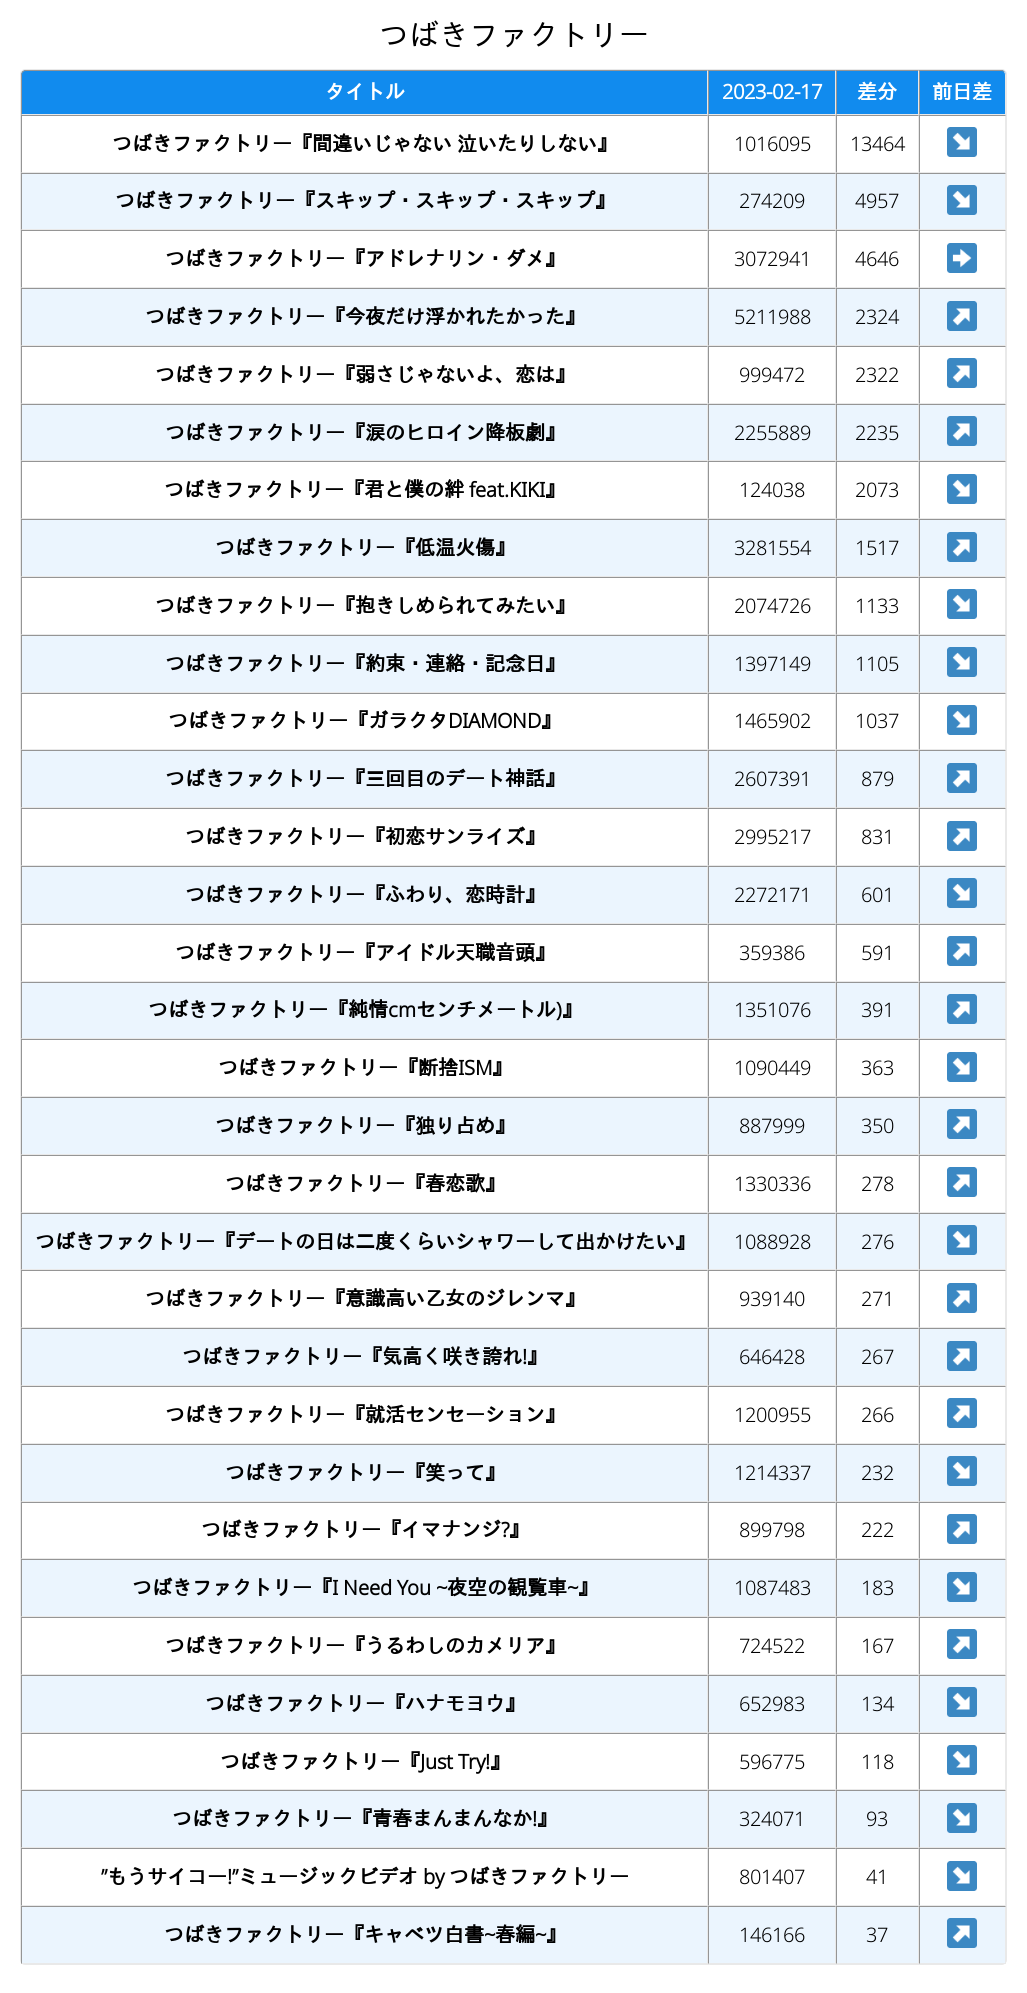 つばきファクトリー
タイトル 2023-02-17 差分 前日差
つばきファクトリー『間違いじゃない 泣いたりしない』 1016095 13464
つばきファクトリー『スキップ・スキップ・スキップ』 274209 4957
つばきファクトリー『アドレナリン・ダメ』 3072941 4646
つばきファクトリー『今夜だけ浮かれたかった』 5211988 2324
つばきファクトリー『弱さじゃないよ、恋は』 999472 2322
つばきファクトリー『涙のヒロイン降板劇』 2255889 2235
つばきファクトリー『君と僕の絆 feat.KIKI』 124038 2073
つばきファクトリー『低温火傷』 3281554 1517
つばきファクトリー『抱きしめられてみたい』 2074726 1133
つばきファクトリー『約束・連絡・記念日』 1397149 1105
つばきファクトリー『ガラクタDIAMOND』 1465902 1037
つばきファクトリー『三回目のデート神話』 2607391 879
つばきファクトリー『初恋サンライズ』 2995217 831
つばきファクトリー『ふわり、恋時計』 2272171 601
つばきファクトリー『アイドル天職音頭』 359386 591
つばきファクトリー『純情cmセンチメートル)』 1351076 391
つばきファクトリー『断捨ISM』 1090449 363
つばきファクトリー『独り占め』 887999 350
つばきファクトリー『春恋歌』 1330336 278
つばきファクトリー『デートの日は二度くらいシャワーして出かけたい』 1088928 276
つばきファクトリー『意識高い乙女のジレンマ』 939140 271
つばきファクトリー『気高く咲き誇れ!』 646428 267
つばきファクトリー『就活センセーション』 1200955 266
つばきファクトリー『笑って』 1214337 232
つばきファクトリー『イマナンジ?』 899798 222
つばきファクトリー『I Need You ~夜空の観覧車~』 1087483 183
つばきファクトリー『うるわしのカメリア』 724522 167
つばきファクトリー『ハナモヨウ』 652983 134
つばきファクトリー『Just Try!』 596775 118
つばきファクトリー『青春まんまんなか!』 324071 93
”もうサイコー!”ミュージックビデオ by つばきファクトリー 801407 41
つばきファクトリー『キャベツ白書~春編~』 146166 37